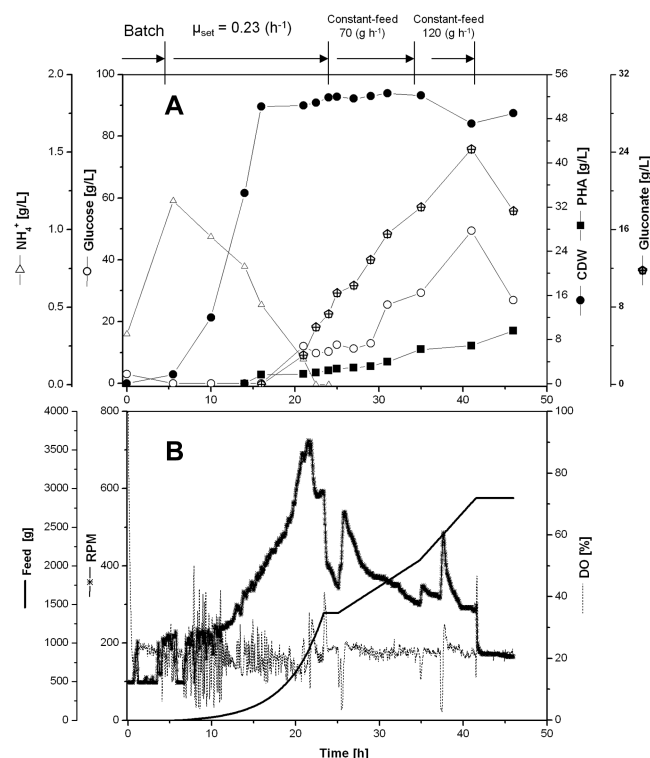 Batch
μset = 0.23 (h-1)
Constant-feed
70 (g h-1)
Constant-feed
120 (g h-1)
A
NH4+ [g/L]
2.0
1.5
1.0
0.5
0.0
Glucose [g/L]
100
80
60
40
20
0
0 10 20 30 40 50
56
48
40
32
24
16
8
0
CDW
PHA [g/L]
32
24
16
8
0
Gluconate [g/L]
B
Feed [g]
4000
3500
3000
2500
2000
1500
1000
500
0
RPM
800
600
400
200
0
100
80
60
40
20
0
DO [%]
0 10 20 30 40 50
Time [h]